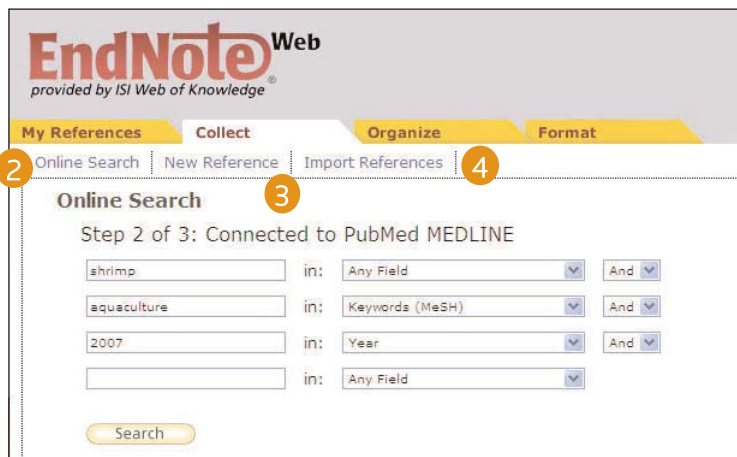 EndNote Web
provided by ISI Web of Knowledge®
My References Collect Organize Format
2 Online Search New Reference Import References 4
3
Online Search
Step 2 of 3: Connected to PubMed MEDLINE
shrimp in: Any Field And
aquaculture in: Keywords (MeSH) And
2007 in: Year And
in: Any Field
Search